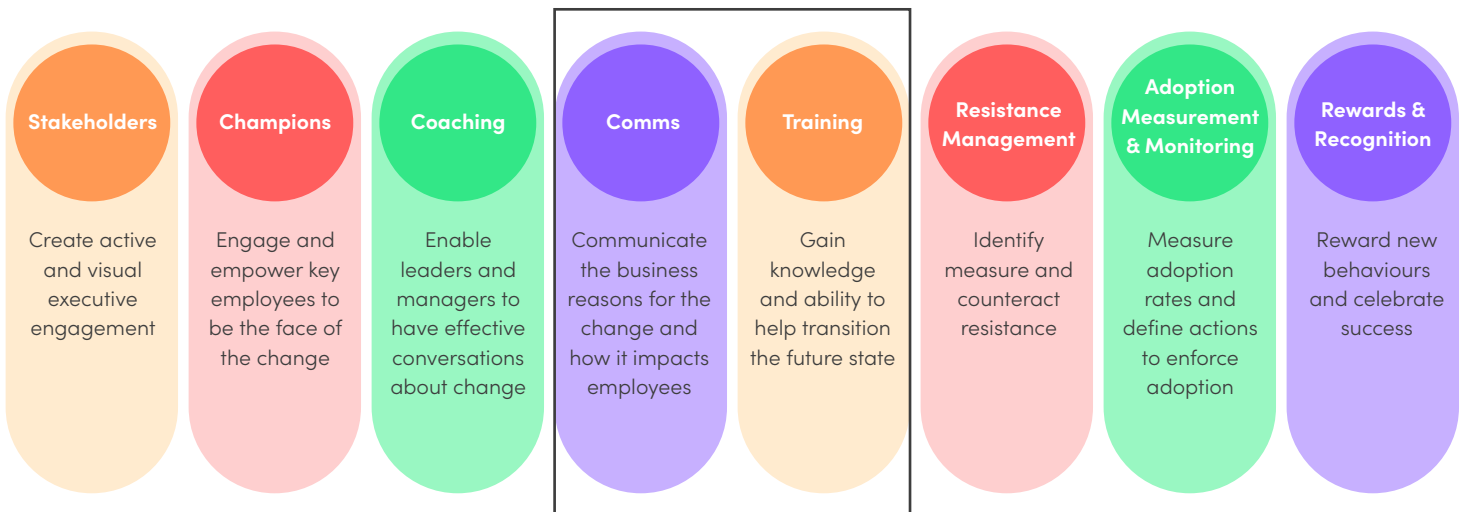 Stakeholders
Create active
and visual
executive
engagement
Champions
Engage and
empower key
employees to
be the face of
the change
Coaching
Enable
leaders and
managers to
have effective
conversations
about change
Comms
Communicate
the business
reasons for the
change and
how it impacts
employees
Training
Gain
knowledge
and ability to
help transition
the future state
Resistance
Management
Identify
measure and
counteract
resistance
Adoption
Measurement
& Monitoring
Measure
adoption
rates and
define actions
to enforce
adoption
Rewards &
Recognition
Reward new
behaviours
and celebrate
success